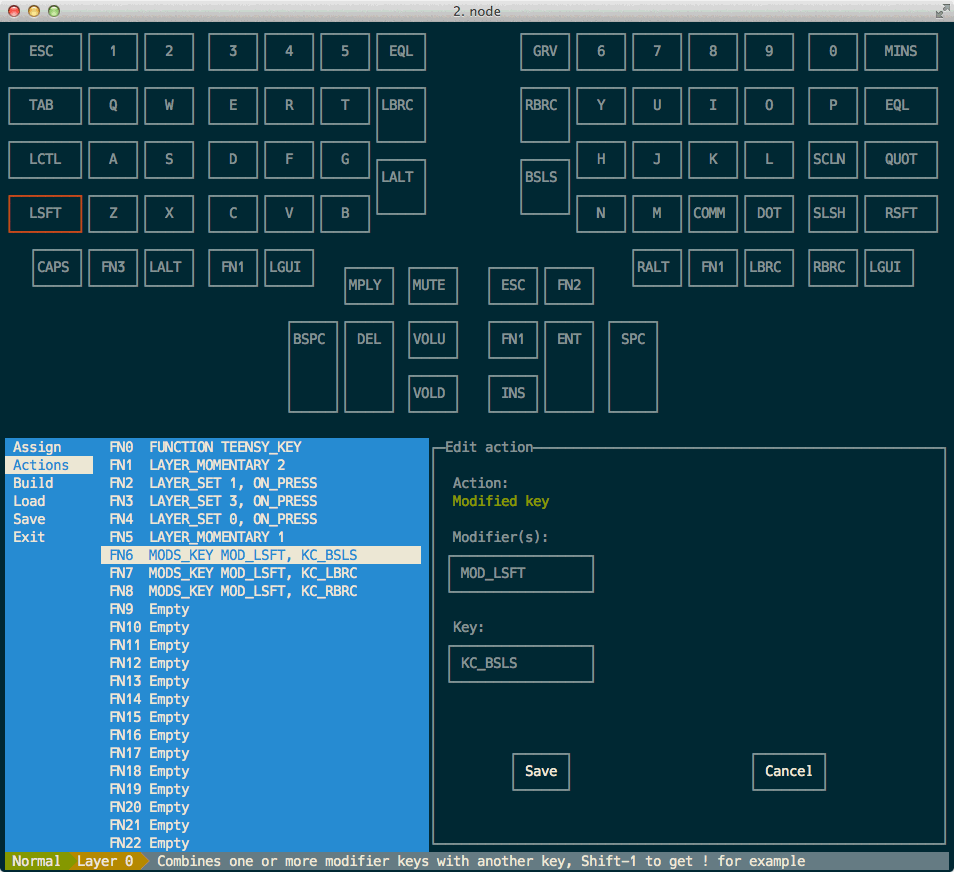 2. node
ESC 1 2 3 4 5 EQL GRV 6 7 8 9 0 MINS
TAB Q W E R T LBRC RBRC Y U I O P EQL
LCTL A S D F G H J K L SCLN QUOT
LALT BSLS
LSFT Z X C V B N M COMM DOT SLSH RSFT
CAPS FN3 LALT FN1 LGUI RALT FN1 LBRC RBRC LGUI
MPLY MUTE ESC FN2
BSPC DEL VOLU FN1 ENT SPC
VOLD INS
Assign
Actions
Build
Load
Save
Exit
FN0 FUNCTION TEENSY_KEY
FN1 LAYER_MOMENTARY 2
FN2 LAYER_SET 1, ON_PRESS
FN3 LAYER_SET 3, ON_PRESS
FN4 LAYER_SET 0, ON_PRESS
FN5 LAYER_MOMENTARY 1
FN6 MODS_KEY MOD_LSFT, KC_BSLS
FN7 MODS_KEY MOD_LSFT, KC_LBRC
FN8 MODS_KEY MOD_LSFT, KC_RBRC
FN9 Empty
FN10 Empty
FN11 Empty
FN12 Empty
FN13 Empty
FN14 Empty
FN15 Empty
FN16 Empty
FN17 Empty
FN18 Empty
FN19 Empty
FN20 Empty
FN21 Empty
FN22 Empty
Edit action
Action:
Modified key
Modifier(s):
MOD_LSFT
Key:
KC_BSLS
Save Cancel
Normal Layer 0 Combines one or more modifier keys with another key, Shift-1 to get ! for example